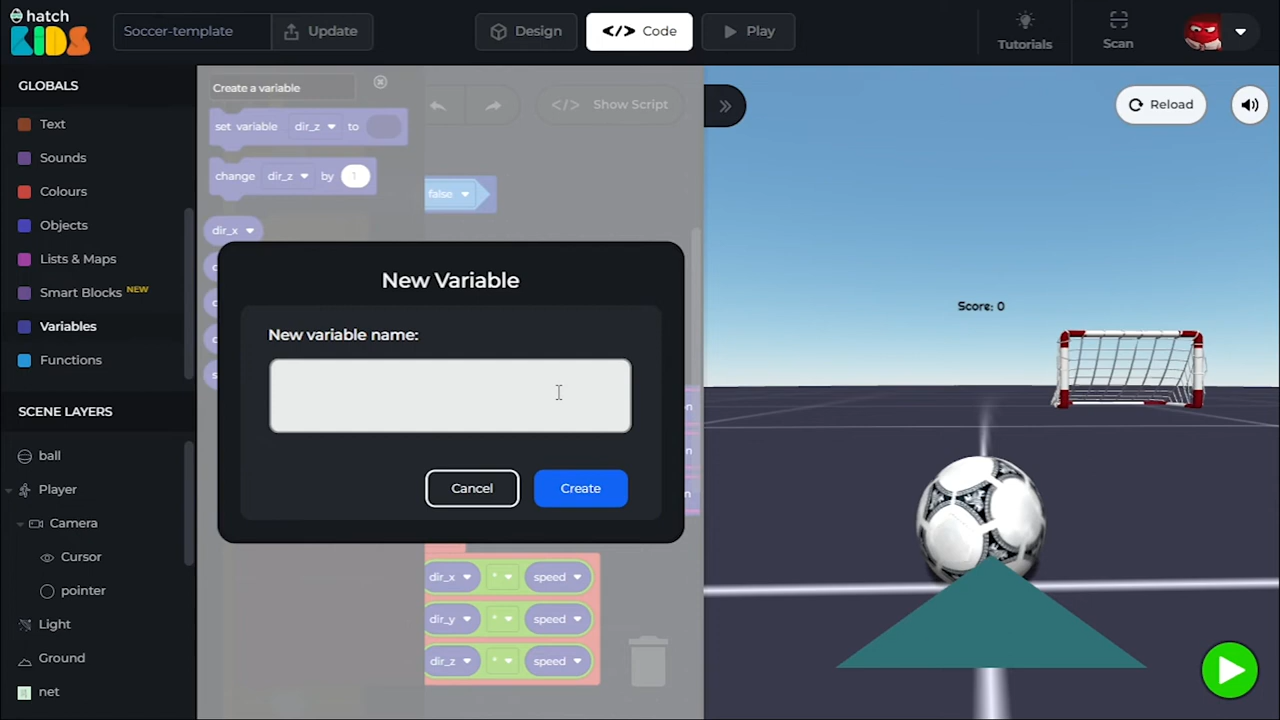 hatch
KIDS
Soccer-template
Update
Design
</> Code
Play
Tutorials
Scan
GLOBALS
Text
Sounds
Colours
Objects
Lists & Maps
Smart Blocks NEW
Variables
Functions
SCENE LAYERS
ball
Player
Camera
Cursor
pointer
Light
Ground
net
Create a variable
set variable dir_z to
change dir_z by 1
dir_x
</> Show Script
false
New Variable
New variable name:
Cancel
Create
dir_x * speed
dir_y * speed
dir_z * speed
Reload
Score: 0